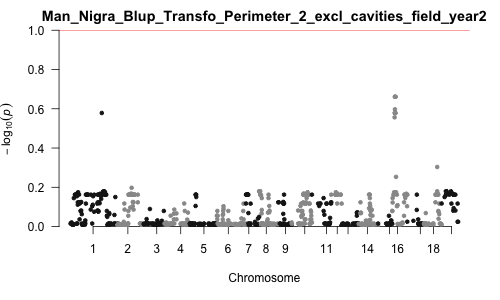 Man_Nigra_Blup_Transfo_Perimeter_2_excl_cavities_field_year2
1.0
0.8
0.6
0.4
0.2
0.0
− log10(p)
1 2 3 4 5 6 7 8 9 11 14 16 18
Chromosome